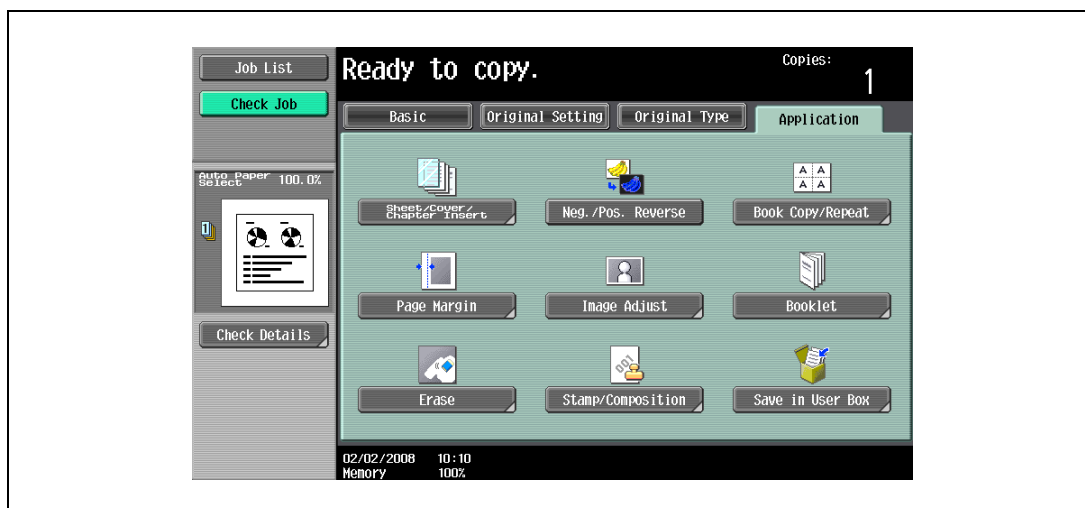 Job List
Check Job
Ready to copy.
Copies:
1
Basic
Original Setting
Original Type
Application
Auto Paper
Select
100.0%
1
Sheet/Cover/
Chapter Insert
Neg./Pos. Reverse
A A
A A
Book Copy/Repeat
Page Margin
Image Adjust
Booklet
Check Details
Erase
001
Stamp/Composition
Save in User Box
02/02/2008 10:10
Memory 100%